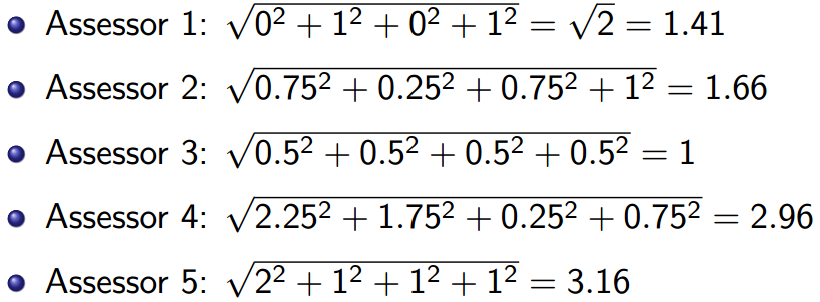 Assessor 1: √0² + 1² + 0² + 1² = √2 = 1.41
Assessor 2: √0.75² + 0.25² + 0.75² + 1² = 1.66
Assessor 3: √0.5² + 0.5² + 0.5² + 0.5² = 1
Assessor 4: √2.25² + 1.75² + 0.25² + 0.75² = 2.96
Assessor 5: √2² + 1² + 1² + 1² = 3.16